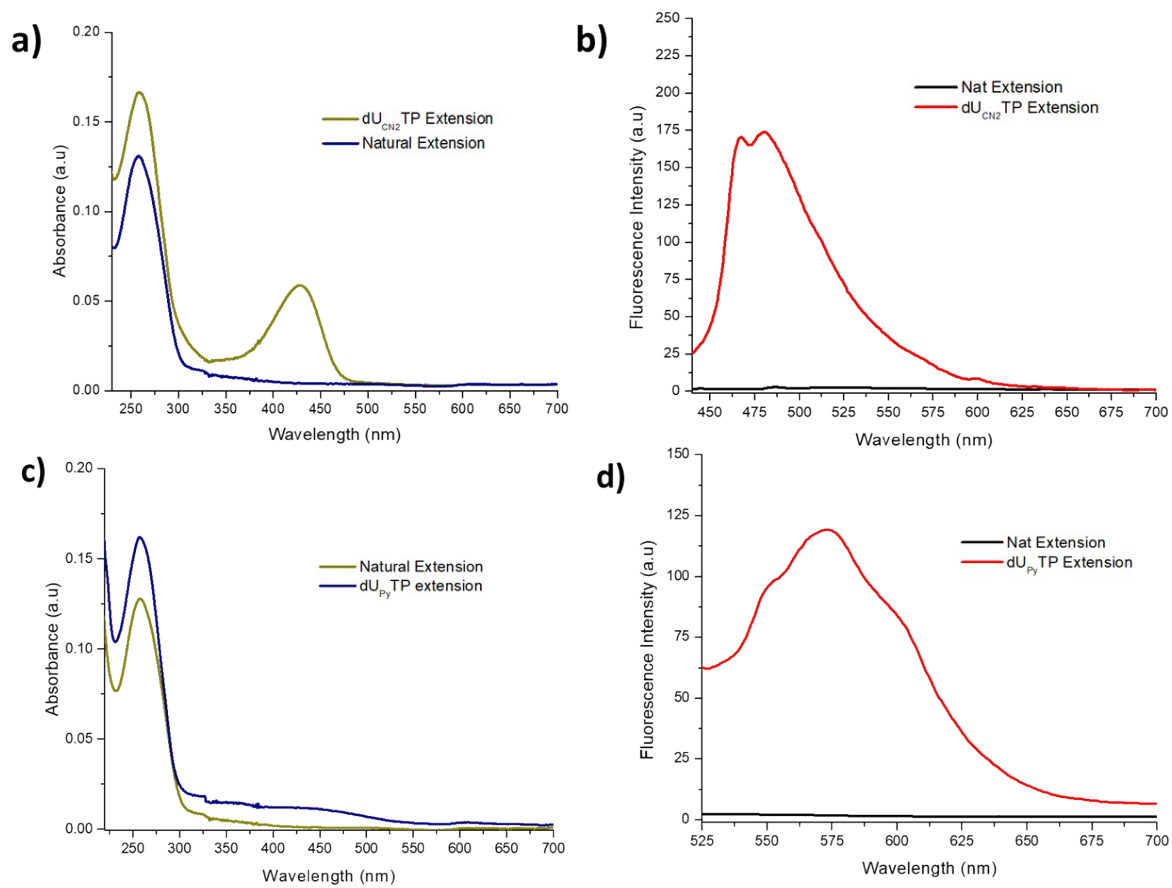 a)
0.20
0.15
0.10
0.05
0.00
Absorbance (a.u)
dU_CN2TP Extension
Natural Extension
250 300 350 400 450 500 550 600 650 700
Wavelength (nm)
b)
250
225
200
175
150
125
100
75
50
25
0
Fluorescence Intensity (a.u)
Nat Extension
dU_CN2TP Extension
450 475 500 525 550 575 600 625 650 675 700
Wavelength (nm)
c)
0.20
0.15
0.10
0.05
0.00
Absorbance (a.u)
Natural Extension
dU_PyTP extension
250 300 350 400 450 500 550 600 650 700
Wavelength (nm)
d)
150
125
100
75
50
25
0
Fluorescence Intensity (a.u)
Nat Extension
dU_PyTP Extension
525 550 575 600 625 650 675 700
Wavelength (nm)